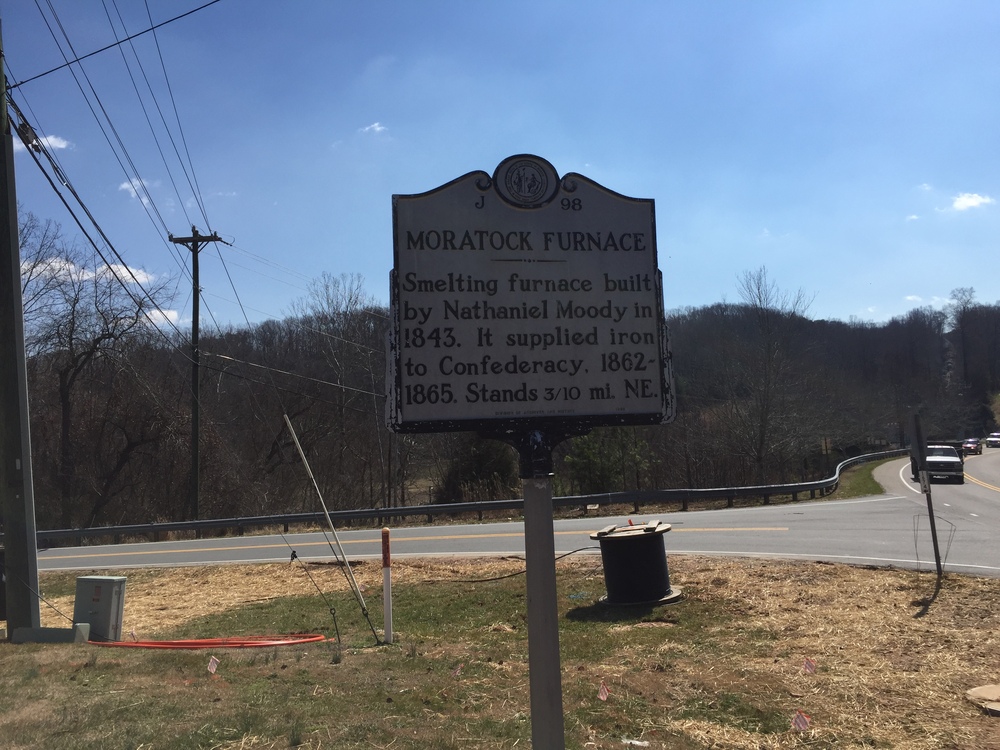 J 98
MORATOCK FURNACE
Smelting furnace built
by Nathaniel Moody in
1843. It supplied iron
to Confederacy, 1862-
1865. Stands 3/10 mi. NE.